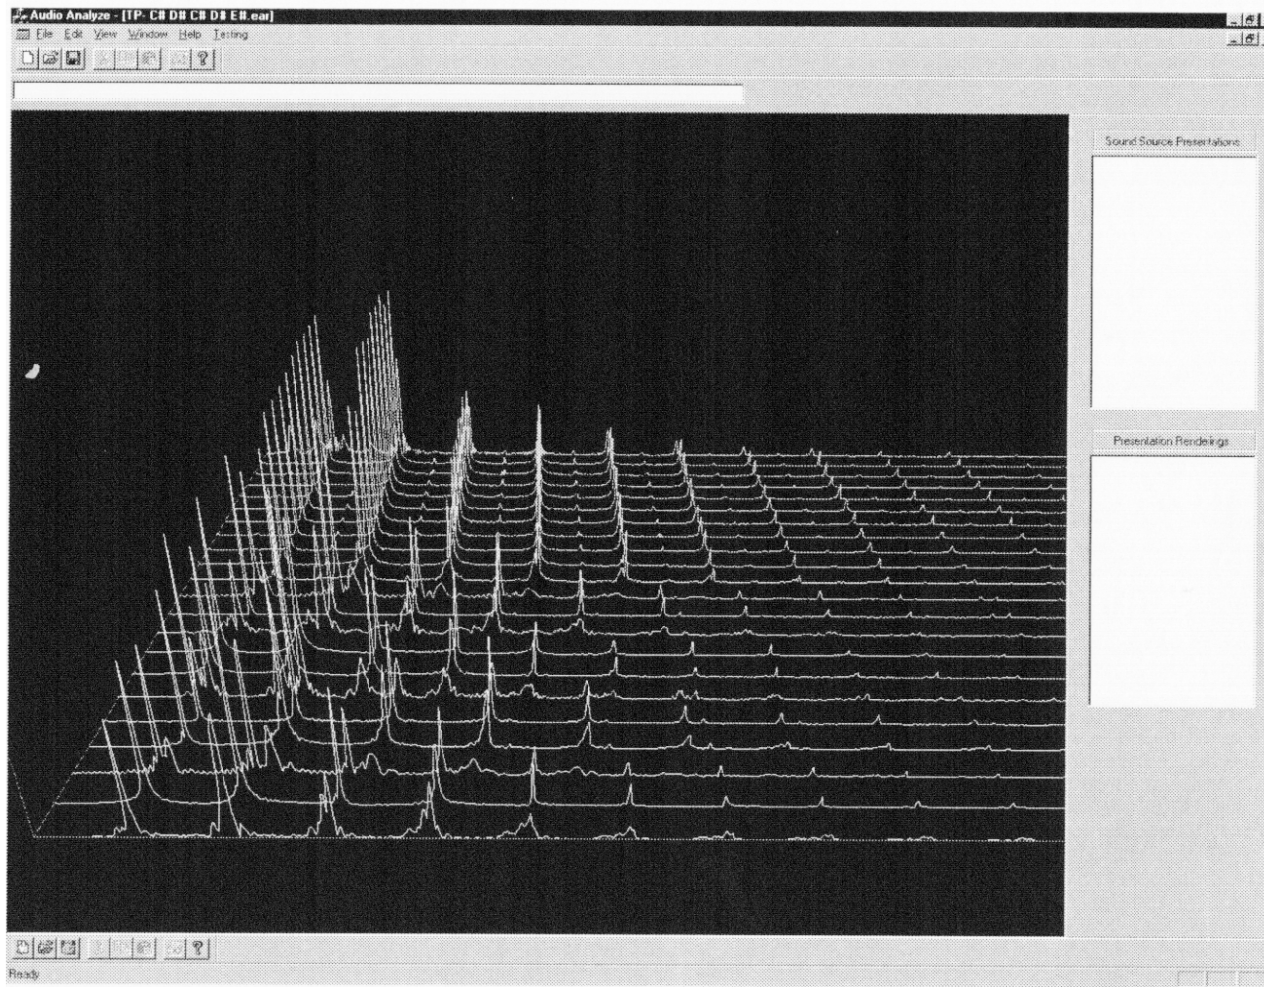 Audio Analyze - [TP- C# D# C# D# E#.ear]
File Edit View Window Help Testing
Sound Source Presentations
Presentation Renderings
Ready